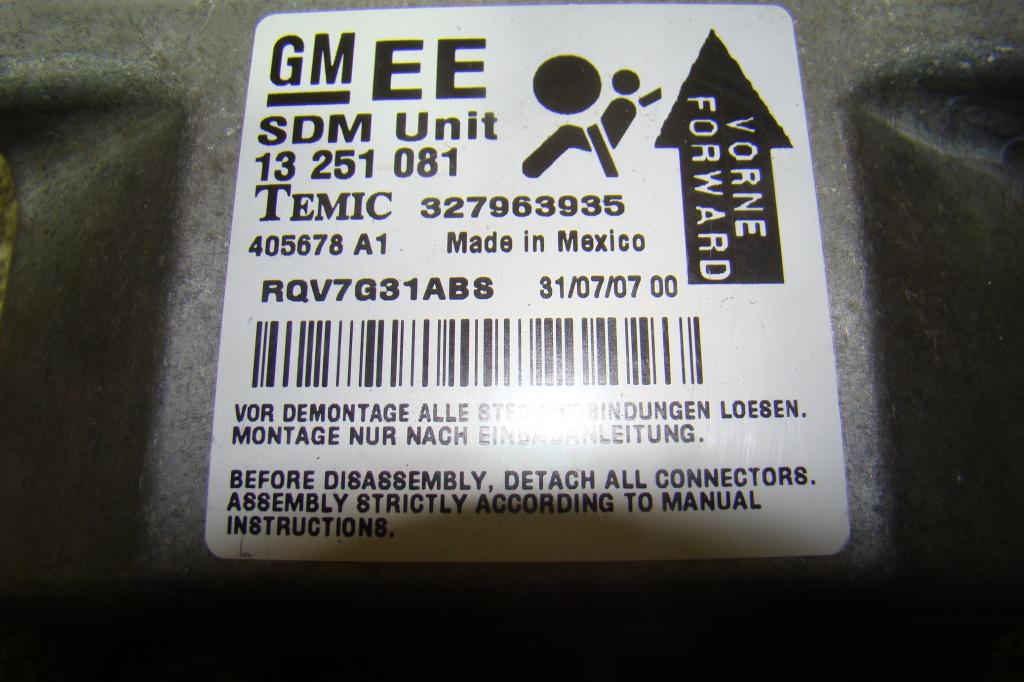 GM EE
SDM Unit
13 251 081
TEMIC 327963935
405678 A1 Made in Mexico
RQV7G31ABS 31/07/07 00
VORNE
FORWARD
VOR DEMONTAGE ALLE STECKVERBINDUNGEN LOESEN.
MONTAGE NUR NACH EINBAUANLEITUNG.
BEFORE DISASSEMBLY, DETACH ALL CONNECTORS.
ASSEMBLY STRICTLY ACCORDING TO MANUAL
INSTRUCTIONS.